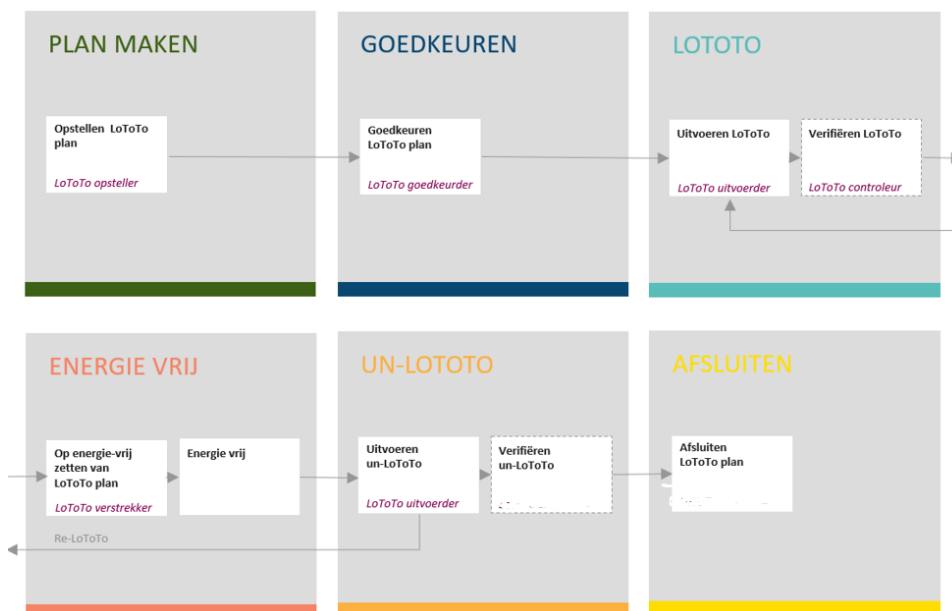 PLAN MAKEN
Opstellen LoToTo
plan
LoToTo opsteller
GOEDKEUREN
Goedkeuren
LoToTo plan
LoToTo goedkeurder
LOTOTO
Uitvoeren LoToTo
LoToTo uitvoerder
Verifiëren LoToTo
LoToTo controleur
ENERGIE VRIJ
Op energie-vrij
zetten van
LoToTo plan
LoToTo verstrekker
Energie vrij
Re-LoToTo
UN-LOTOTO
Uitvoeren
un-LoToTo
LoToTo uitvoerder
Verifiëren
un-LoToTo
AFSLUITEN
Afsluiten
LoToTo plan